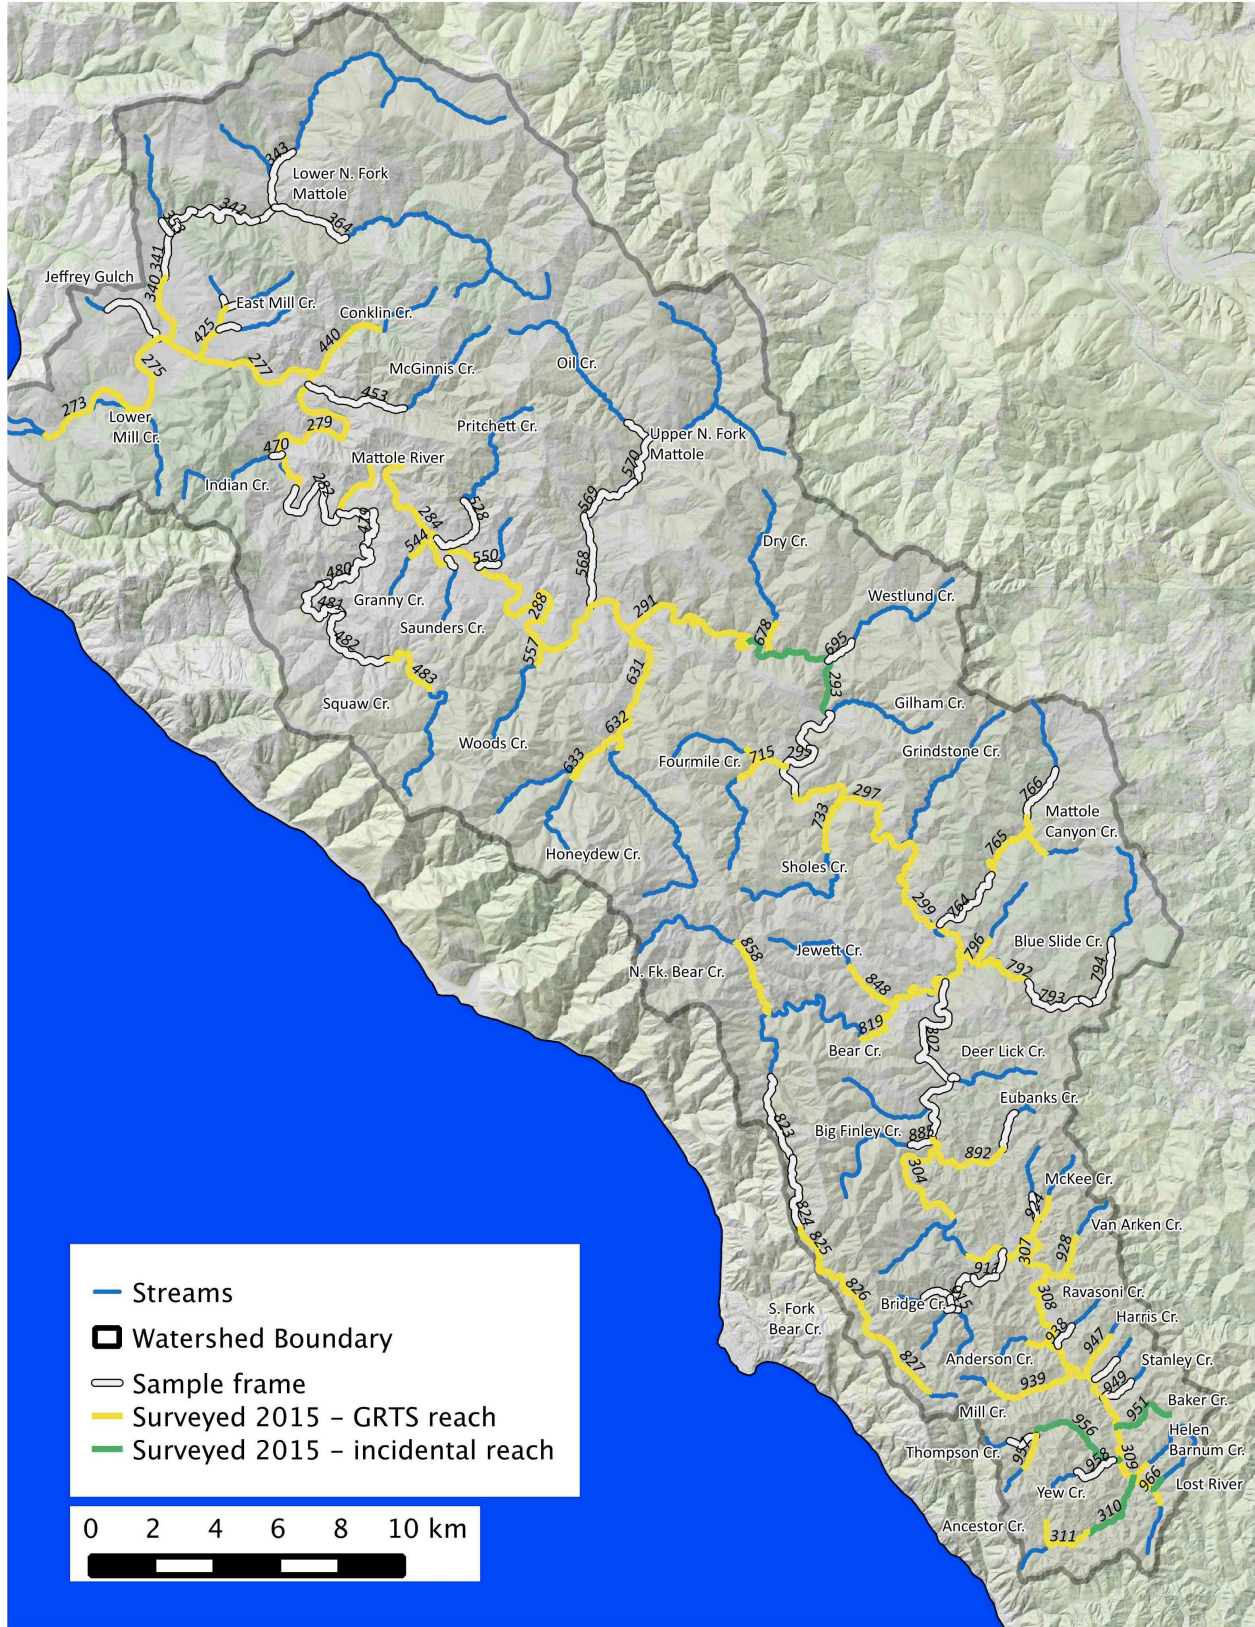 343
Lower N. Fork
Mattole
342
364
353
341
Jeffrey Gulch
340
East Mill Cr.
Conklin Cr.
425
440
275
277
McGinnis Cr.
Oil Cr.
453
273
Lower
Mill Cr.
279
Pritchett Cr.
Upper N. Fork
Mattole
470
Mattole River
570
Indian Cr.
282
569
528
479
284
544
Dry Cr.
550
568
480
Granny Cr.
Westlund Cr.
481
288
291
Saunders Cr.
678
482
695
557
483
631
293
Squaw Cr.
Gilham Cr.
632
Woods Cr.
633
Fourmile Cr.
715
295
Grindstone Cr.
297
766
733
Mattole
Canyon Cr.
765
Honeydew Cr.
Sholes Cr.
299
764
796
Blue Slide Cr.
Jewett Cr.
858
N. Fk. Bear Cr.
792
794
848
793
819
802
Bear Cr.
Deer Lick Cr.
Eubanks Cr.
823
Big Finley Cr.
885
892
304
McKee Cr.
924
824
Van Arken Cr.
825
307
928
911
826
308
Ravasoni Cr.
Bridge Cr.
915
S. Fork
Bear Cr.
Harris Cr.
938
947
Anderson Cr.
Stanley Cr.
827
939
949
Baker Cr.
Mill Cr.
951
956
Helen
Barnum Cr.
Thompson Cr.
309
958
966
Lost River
Yew Cr.
310
Ancestor Cr.
311
Streams
Watershed Boundary
Sample frame
Surveyed 2015 – GRTS reach
Surveyed 2015 – incidental reach
0 2 4 6 8 10 km